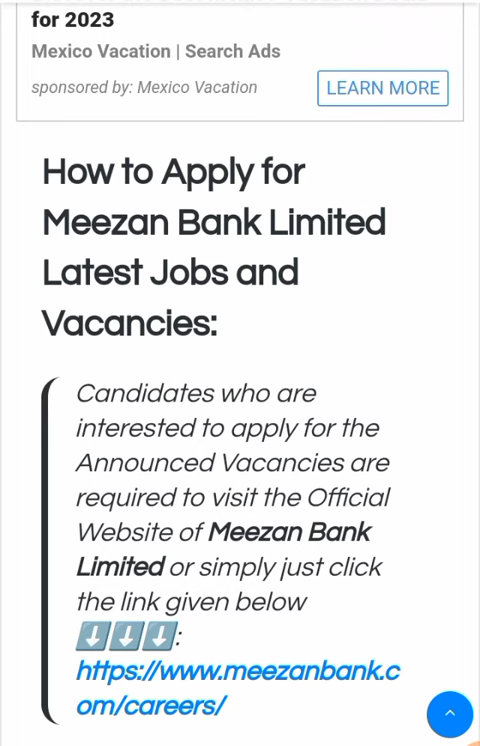 for 2023
Mexico Vacation | Search Ads
sponsored by: Mexico Vacation
LEARN MORE
How to Apply for
Meezan Bank Limited
Latest Jobs and
Vacancies:
Candidates who are
interested to apply for the
Announced Vacancies are
required to visit the Official
Website of Meezan Bank
Limited or simply just click
the link given below
⬇️⬇️⬇️:
https://www.meezanbank.c
om/careers/